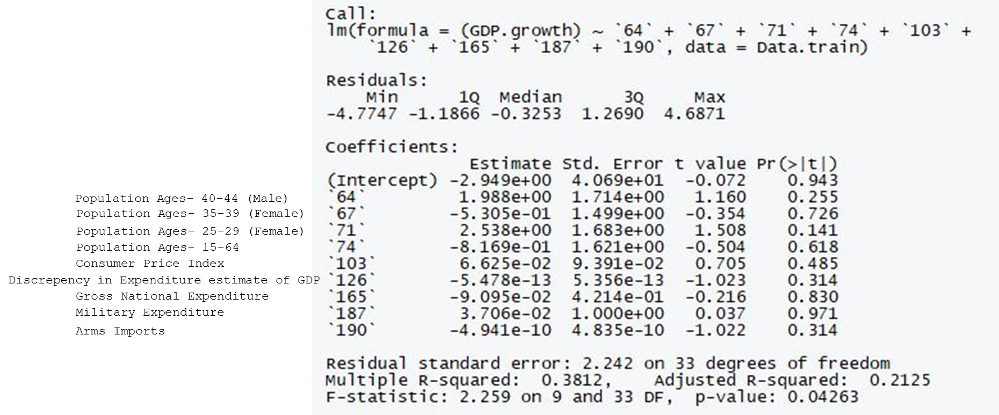 Call:
lm(formula = (GDP.growth) ~ `64` + `67` + `71` + `74` + `103` +
`126` + `165` + `187` + `190`, data = Data.train)
Residuals:
Min 1Q Median 3Q Max
-4.7747 -1.1866 -0.3253 1.2690 4.6871
Coefficients:
Estimate Std. Error t value Pr(>|t|)
(Intercept) -2.949e+00 4.069e+01 -0.072 0.943
Population Ages- 40-44 (Male) `64` 1.988e+00 1.714e+00 1.160 0.255
Population Ages- 35-39 (Female) `67` -5.305e-01 1.499e+00 -0.354 0.726
Population Ages- 25-29 (Female) `71` 2.538e+00 1.683e+00 1.508 0.141
Population Ages- 15-64 `74` -8.169e-01 1.621e+00 -0.504 0.618
Consumer Price Index `103` 6.625e-02 9.391e-02 0.705 0.485
Discrepency in Expenditure estimate of GDP `126` -5.478e-13 5.356e-13 -1.023 0.314
Gross National Expenditure `165` -9.095e-02 4.214e-01 -0.216 0.830
Military Expenditure `187` 3.706e-02 1.000e+00 0.037 0.971
Arms Imports `190` -4.941e-10 4.835e-10 -1.022 0.314
Residual standard error: 2.242 on 33 degrees of freedom
Multiple R-squared: 0.3812, Adjusted R-squared: 0.2125
F-statistic: 2.259 on 9 and 33 DF, p-value: 0.04263